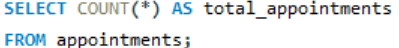 SELECT COUNT(*) AS total_appointments
FROM appointments;